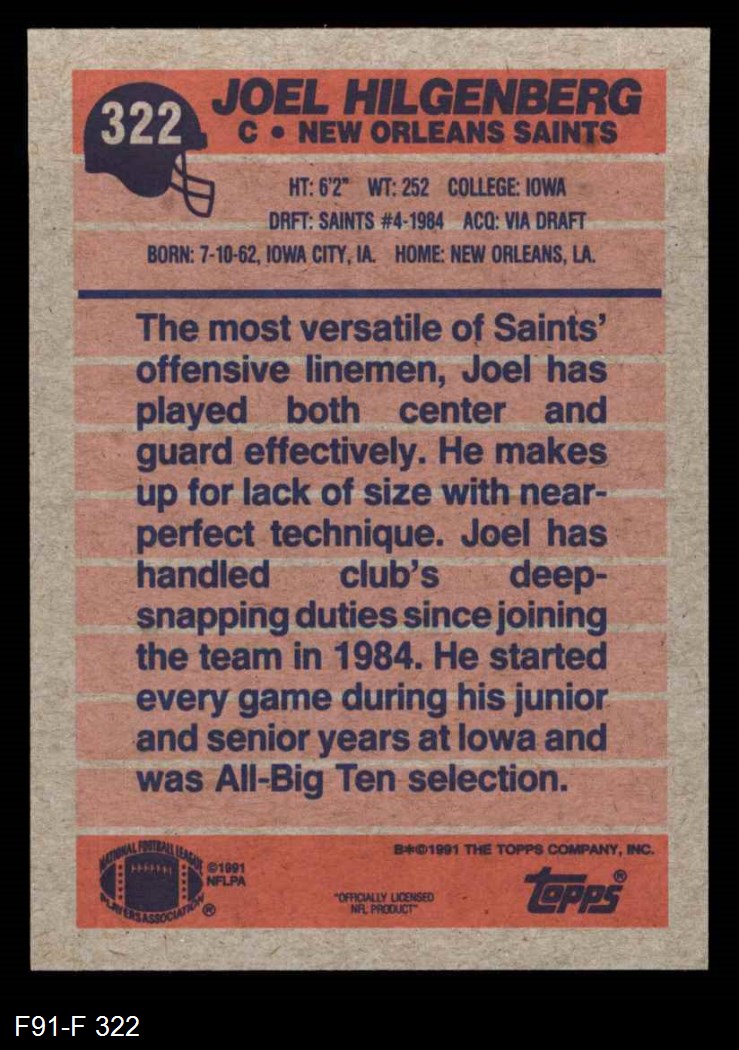 322
JOEL HILGENBERG
C • NEW ORLEANS SAINTS
HT: 6'2" WT: 252 COLLEGE: IOWA
DRFT: SAINTS #4-1984 ACQ: VIA DRAFT
BORN: 7-10-62, IOWA CITY, IA. HOME: NEW ORLEANS, LA.
The most versatile of Saints'
offensive linemen, Joel has
played both center and
guard effectively. He makes
up for lack of size with near-
perfect technique. Joel has
handled club's deep-
snapping duties since joining
the team in 1984. He started
every game during his junior
and senior years at Iowa and
was All-Big Ten selection.
NATIONAL FOOTBALL LEAGUE
PLAYERS ASSOCIATION ®
©1991
NFLPA
"OFFICIALLY LICENSED
NFL PRODUCT"
B*©1991 THE TOPPS COMPANY, INC.
topps®
F91-F 322